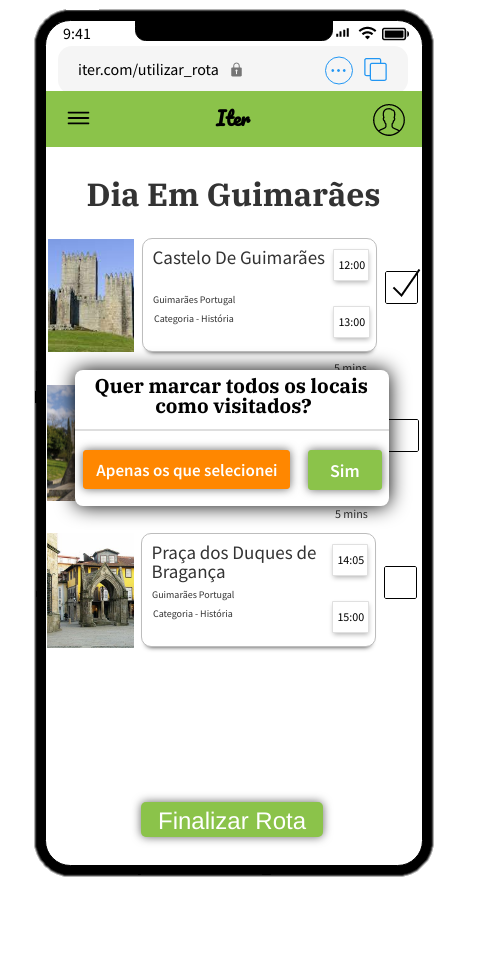 9:41
iter.com/utilizar_rota
Iter
Dia Em Guimarães
Castelo De Guimarães
12:00
Guimarães Portugal
Categoria - História
13:00
5 mins
Quer marcar todos os locais
como visitados?
Apenas os que selecionei
Sim
5 mins
Praça dos Duques de
Bragança
14:05
Guimarães Portugal
Categoria - História
15:00
Finalizar Rota